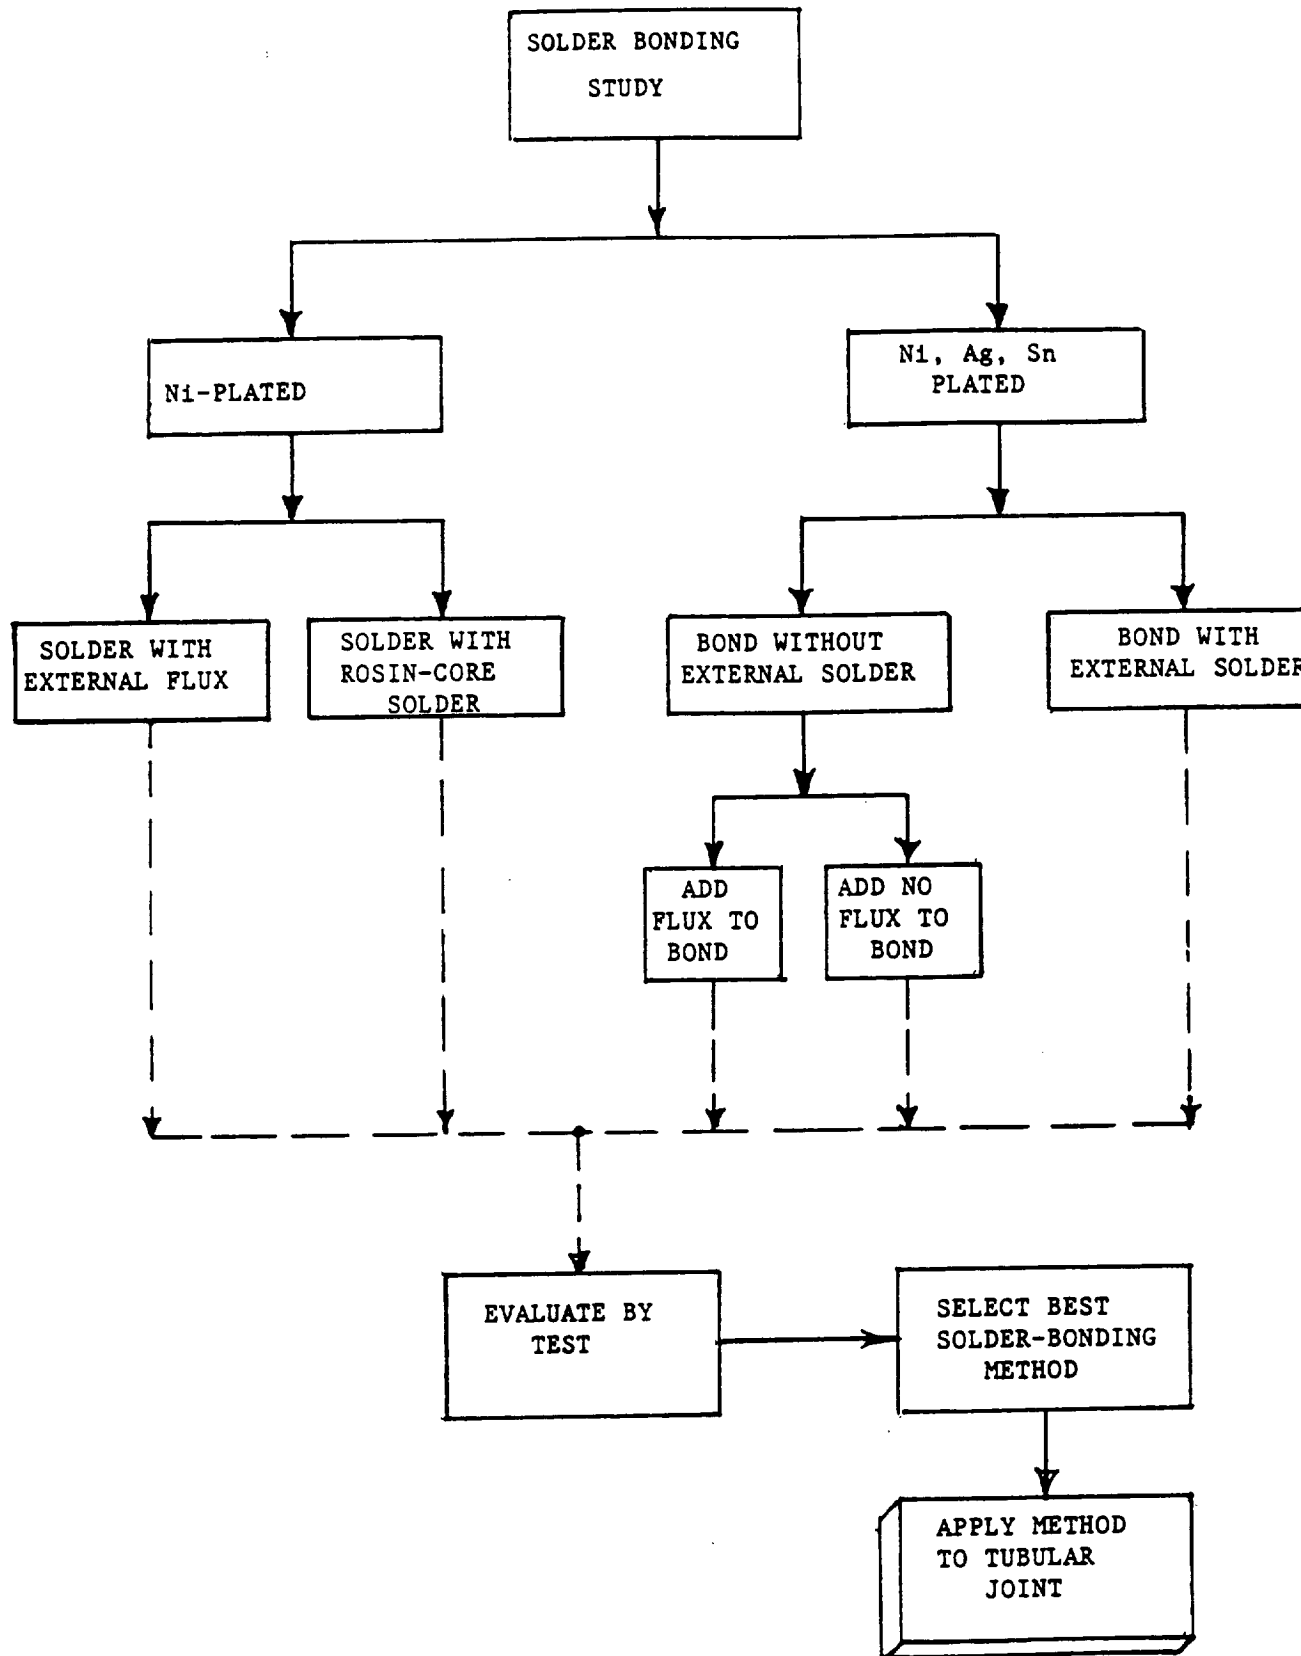 SOLDER BONDING
STUDY
Ni-PLATED
Ni, Ag, Sn
PLATED
SOLDER WITH
EXTERNAL FLUX
SOLDER WITH
ROSIN-CORE
SOLDER
BOND WITHOUT
EXTERNAL SOLDER
BOND WITH
EXTERNAL SOLDER
ADD
FLUX TO
BOND
ADD NO
FLUX TO
BOND
EVALUATE BY
TEST
SELECT BEST
SOLDER-BONDING
METHOD
APPLY METHOD
TO TUBULAR
JOINT